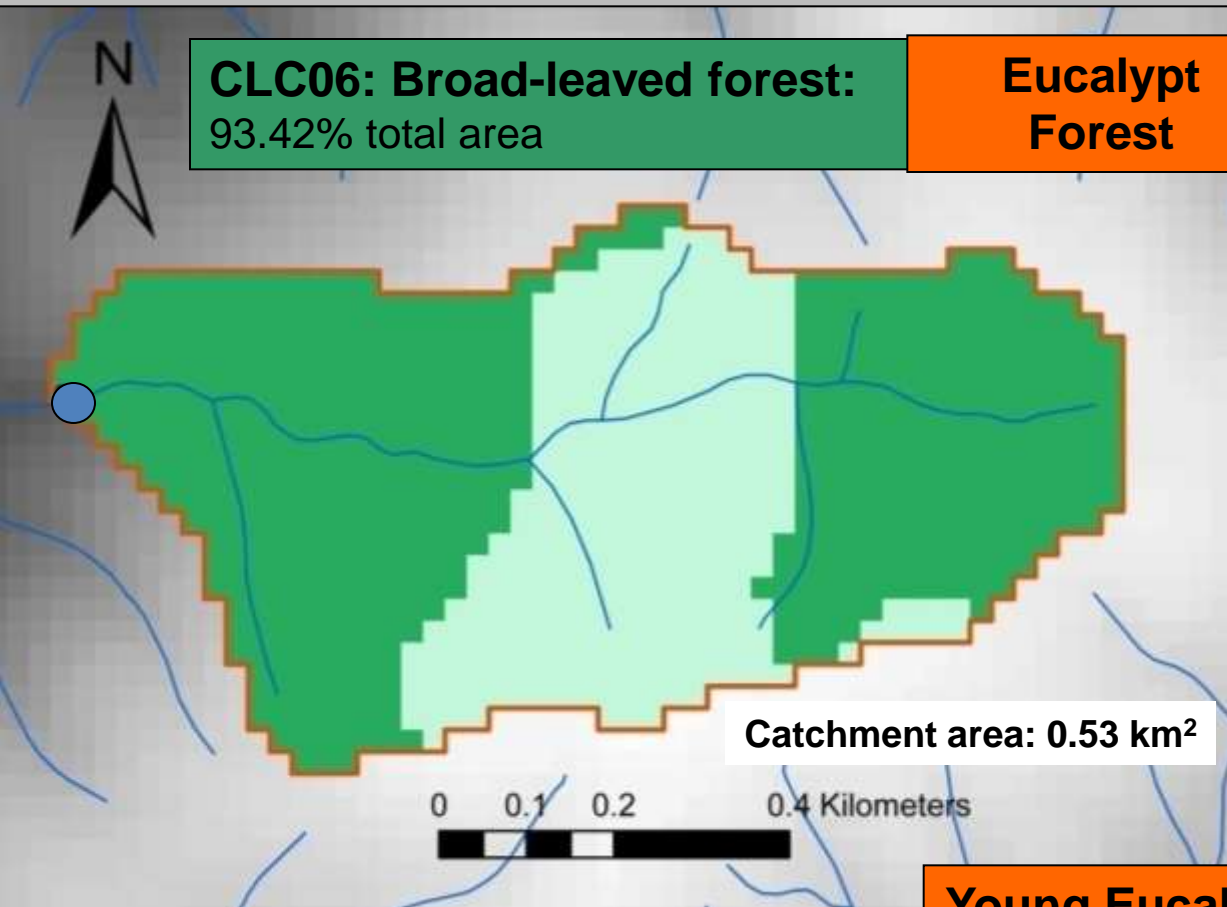 N
CLC06: Broad-leaved forest:
93.42% total area
Eucalypt
Forest
Catchment area: 0.53 km²
0 0.1 0.2 0.4 Kilometers
Young